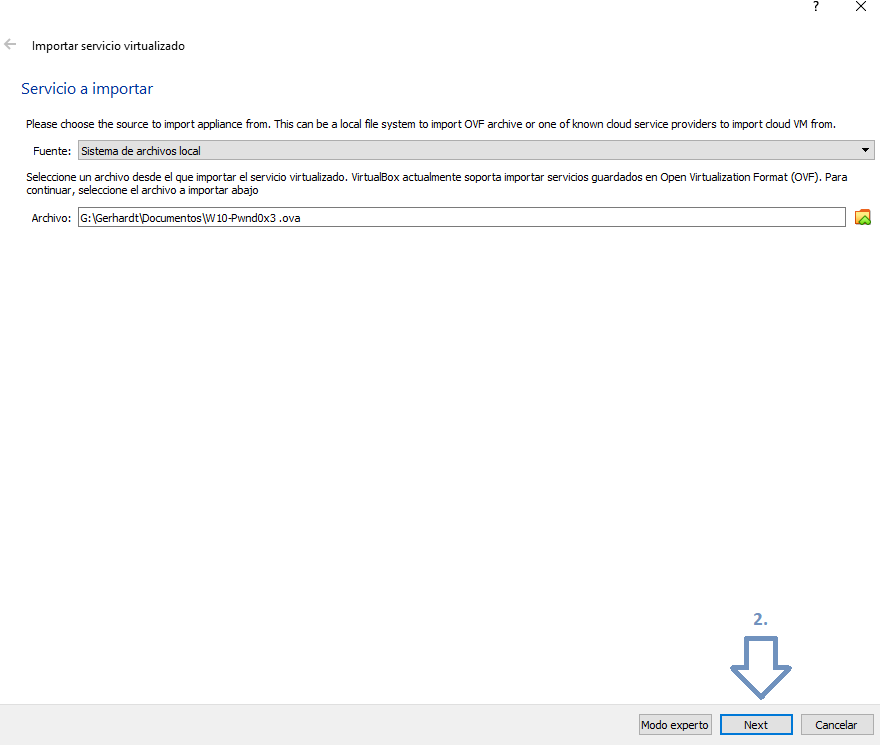 ?
Importar servicio virtualizado
Servicio a importar
Please choose the source to import appliance from. This can be a local file system to import OVF archive or one of known cloud service providers to import cloud VM from.
Fuente: Sistema de archivos local
Seleccione un archivo desde el que importar el servicio virtualizado. VirtualBox actualmente soporta importar servicios guardados en Open Virtualization Format (OVF). Para
continuar, seleccione el archivo a importar abajo
Archivo: G:\Gerhardt\Documentos\W10-Pwnd0x3 .ova
2.
Modo experto Next Cancelar